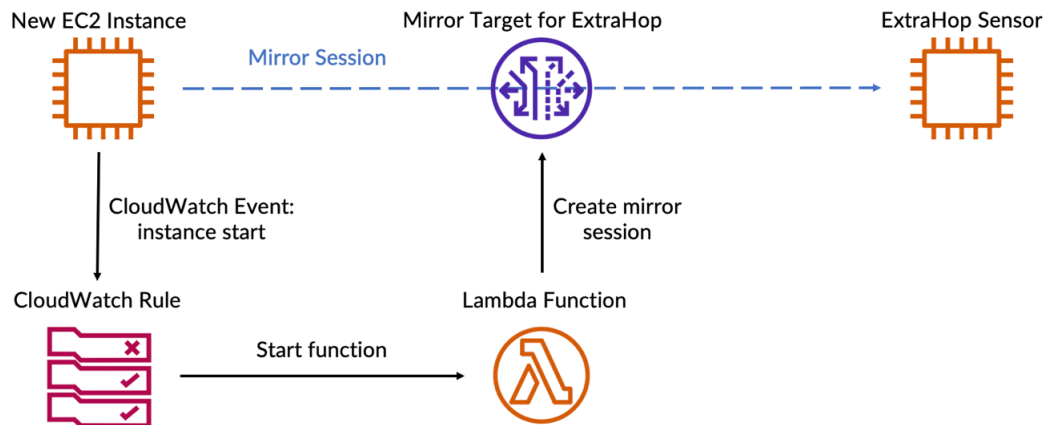 New EC2 Instance
Mirror Target for ExtraHop
ExtraHop Sensor
Mirror Session
CloudWatch Event:
instance start
Create mirror
session
CloudWatch Rule
Lambda Function
Start function